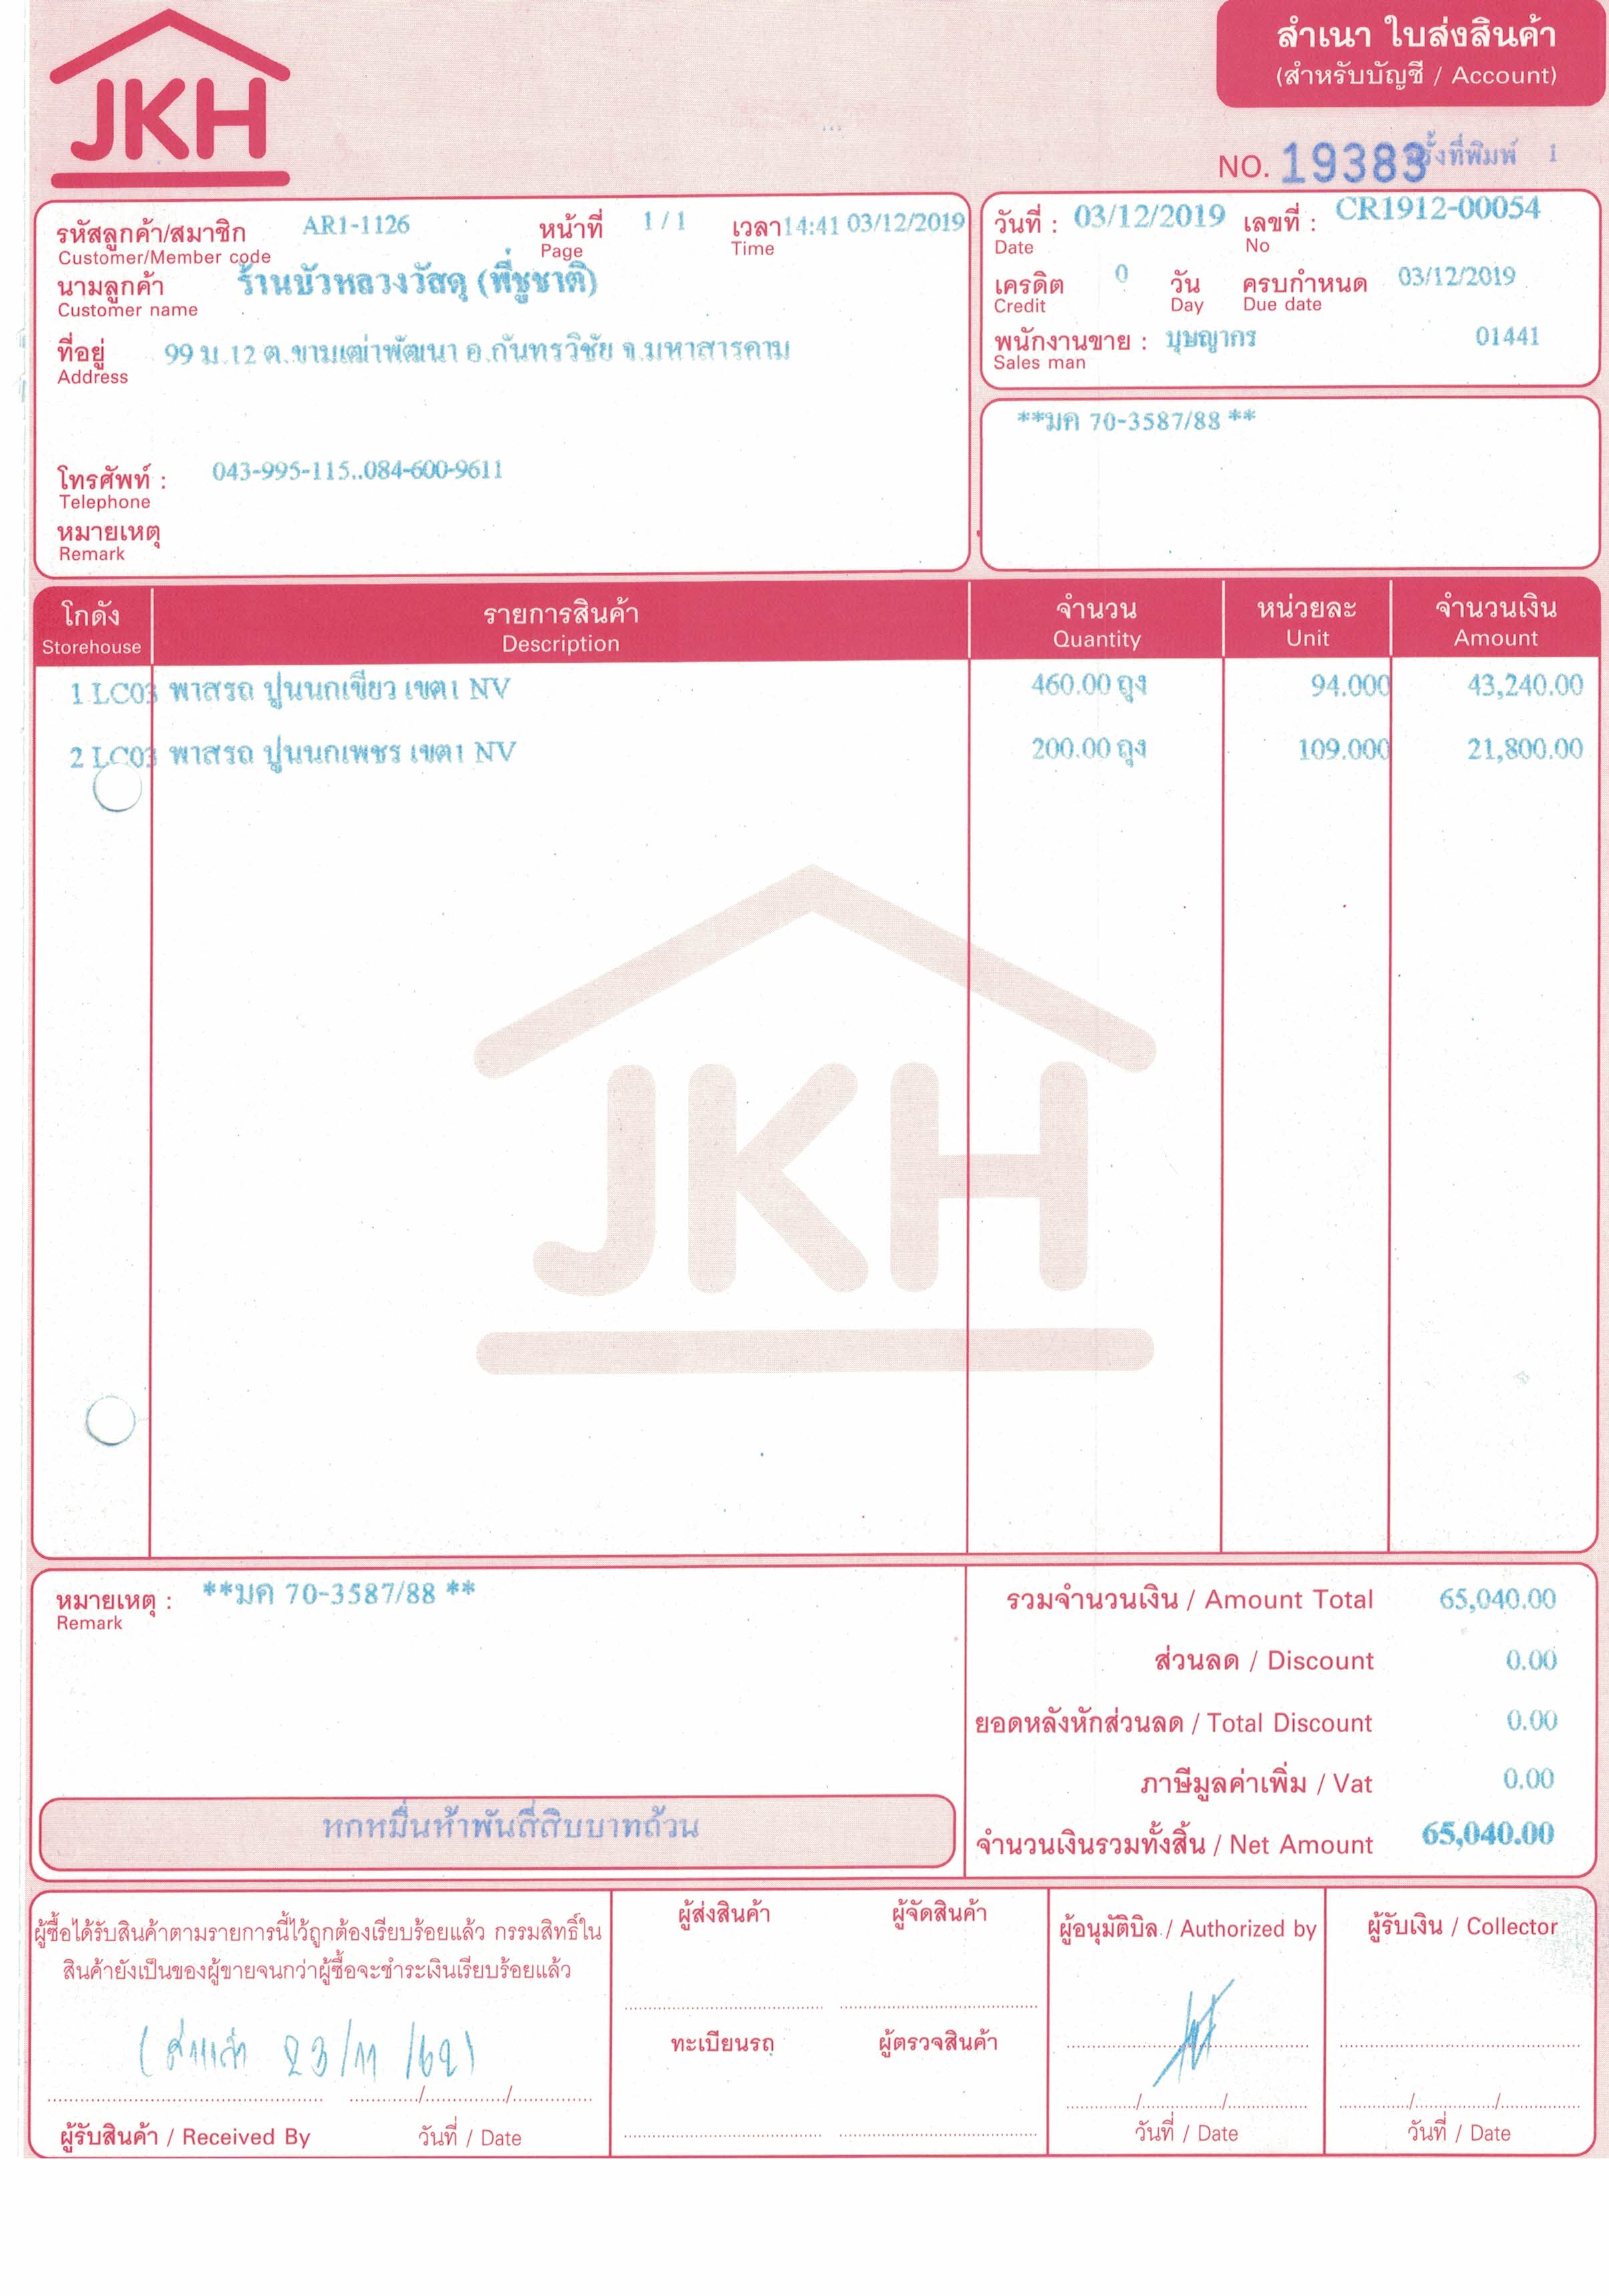 JKH
สำเนา ใบส่งสินค้า
(สำหรับบัญชี / Account)
NO. 19383 ครั้งที่พิมพ์ 1
รหัสลูกค้า/สมาชิก AR1-1126 หน้าที่ 1 / 1 เวลา 14:41 03/12/2019
Customer/Member code Page Time
นามลูกค้า ร้านบัวหลวงวัสดุ (พี่ชูชาติ)
Customer name
ที่อยู่ 99 ม.12 ต.ขามเฒ่าพัฒนา อ.กันทรวิชัย จ.มหาสารคาม
Address
โทรศัพท์ : 043-995-115..084-600-9611
Telephone
หมายเหตุ
Remark
วันที่ : 03/12/2019 เลขที่ : CR1912-00054
Date No
เครดิต 0 วัน ครบกำหนด 03/12/2019
Credit Day Due date
พนักงานขาย : บุษญากร 01441
Sales man
**มค 70-3587/88 **
โกดัง รายการสินค้า จำนวน หน่วยละ จำนวนเงิน
Storehouse Description Quantity Unit Amount
1 LC03 พาสรถ ปูนนกเขียว เขต1 NV 460.00 ถุง 94.000 43,240.00
2 LC03 พาสรถ ปูนนกเพชร เขต1 NV 200.00 ถุง 109.000 21,800.00
JKH
หมายเหตุ : **มค 70-3587/88 **
Remark
รวมจำนวนเงิน / Amount Total 65,040.00
ส่วนลด / Discount 0.00
ยอดหลังหักส่วนลด / Total Discount 0.00
ภาษีมูลค่าเพิ่ม / Vat 0.00
หกหมื่นห้าพันสี่สิบบาทถ้วน
จำนวนเงินรวมทั้งสิ้น / Net Amount 65,040.00
ผู้ซื้อได้รับสินค้าตามรายการนี้ไว้ถูกต้องเรียบร้อยแล้ว กรรมสิทธิ์ใน
สินค้ายังเป็นของผู้ขายจนกว่าผู้ซื้อจะชำระเงินเรียบร้อยแล้ว
23/11/62)
ผู้รับสินค้า / Received By วันที่ / Date
ผู้ส่งสินค้า ผู้จัดสินค้า
ทะเบียนรถ ผู้ตรวจสินค้า
ผู้อนุมัติบิล / Authorized by
วันที่ / Date
ผู้รับเงิน / Collector
วันที่ / Date